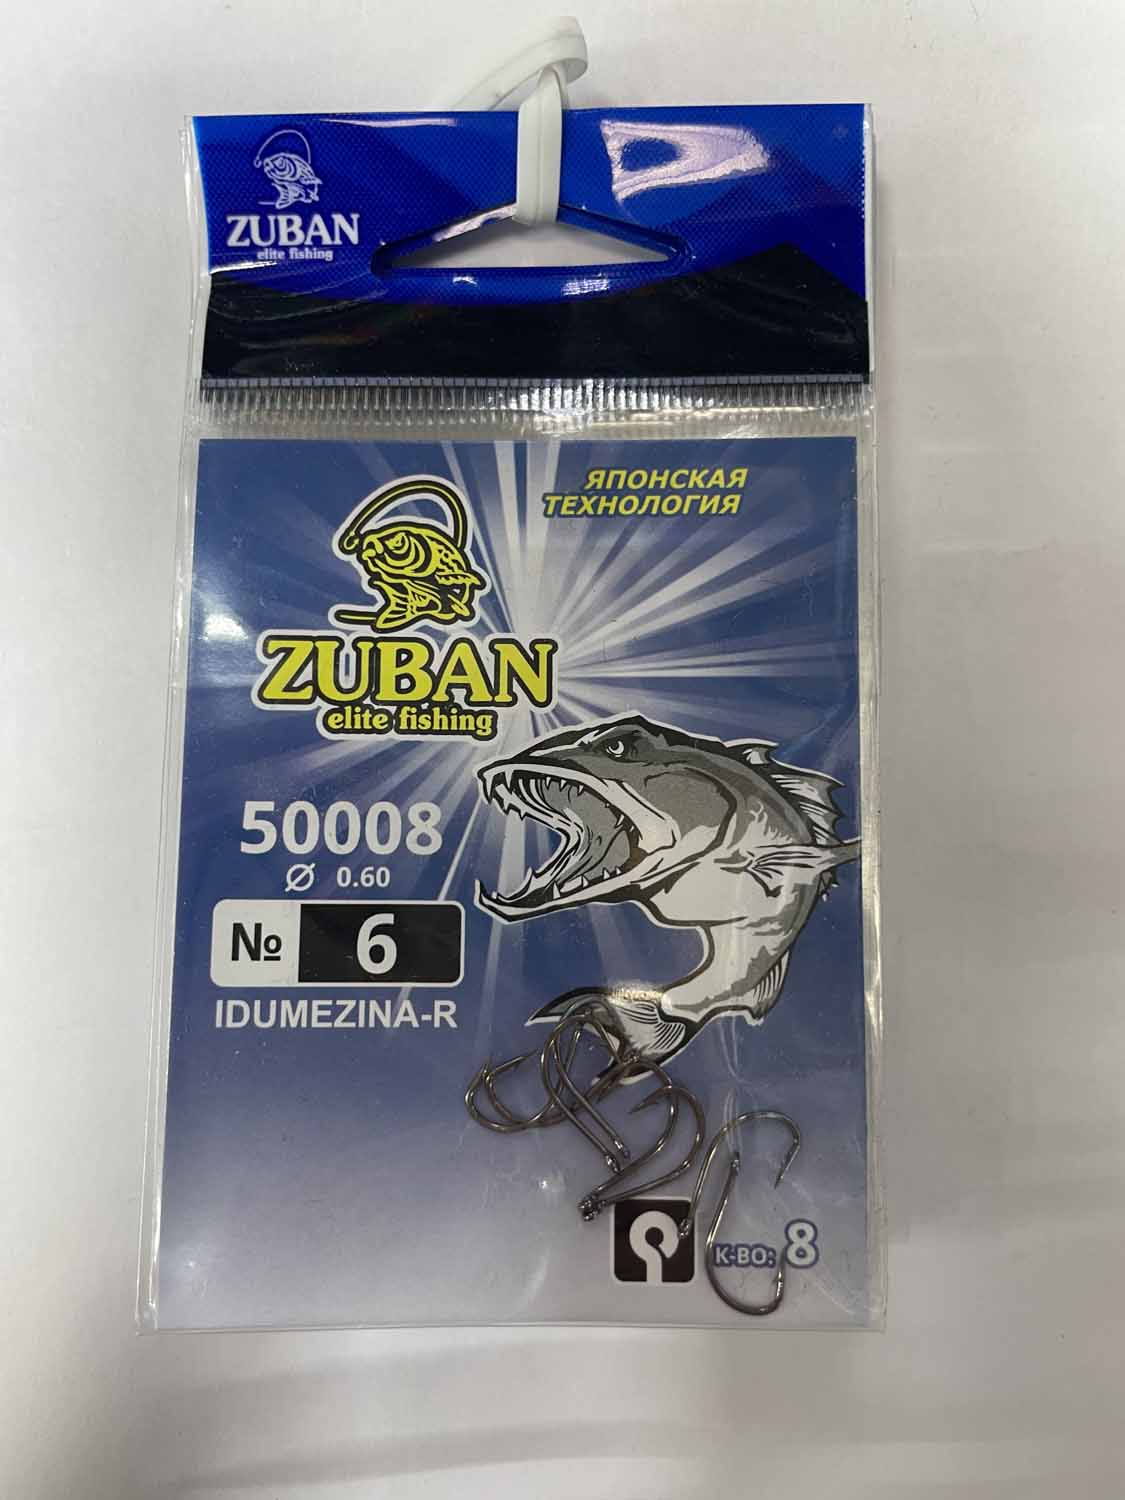 ZUBAN
elite fishing
ЯПОНСКАЯ
ТЕХНОЛОГИЯ
ZUBAN
elite fishing
50008
Ø 0.60
№ 6
IDUMEZINA-R
К-ВО: 8